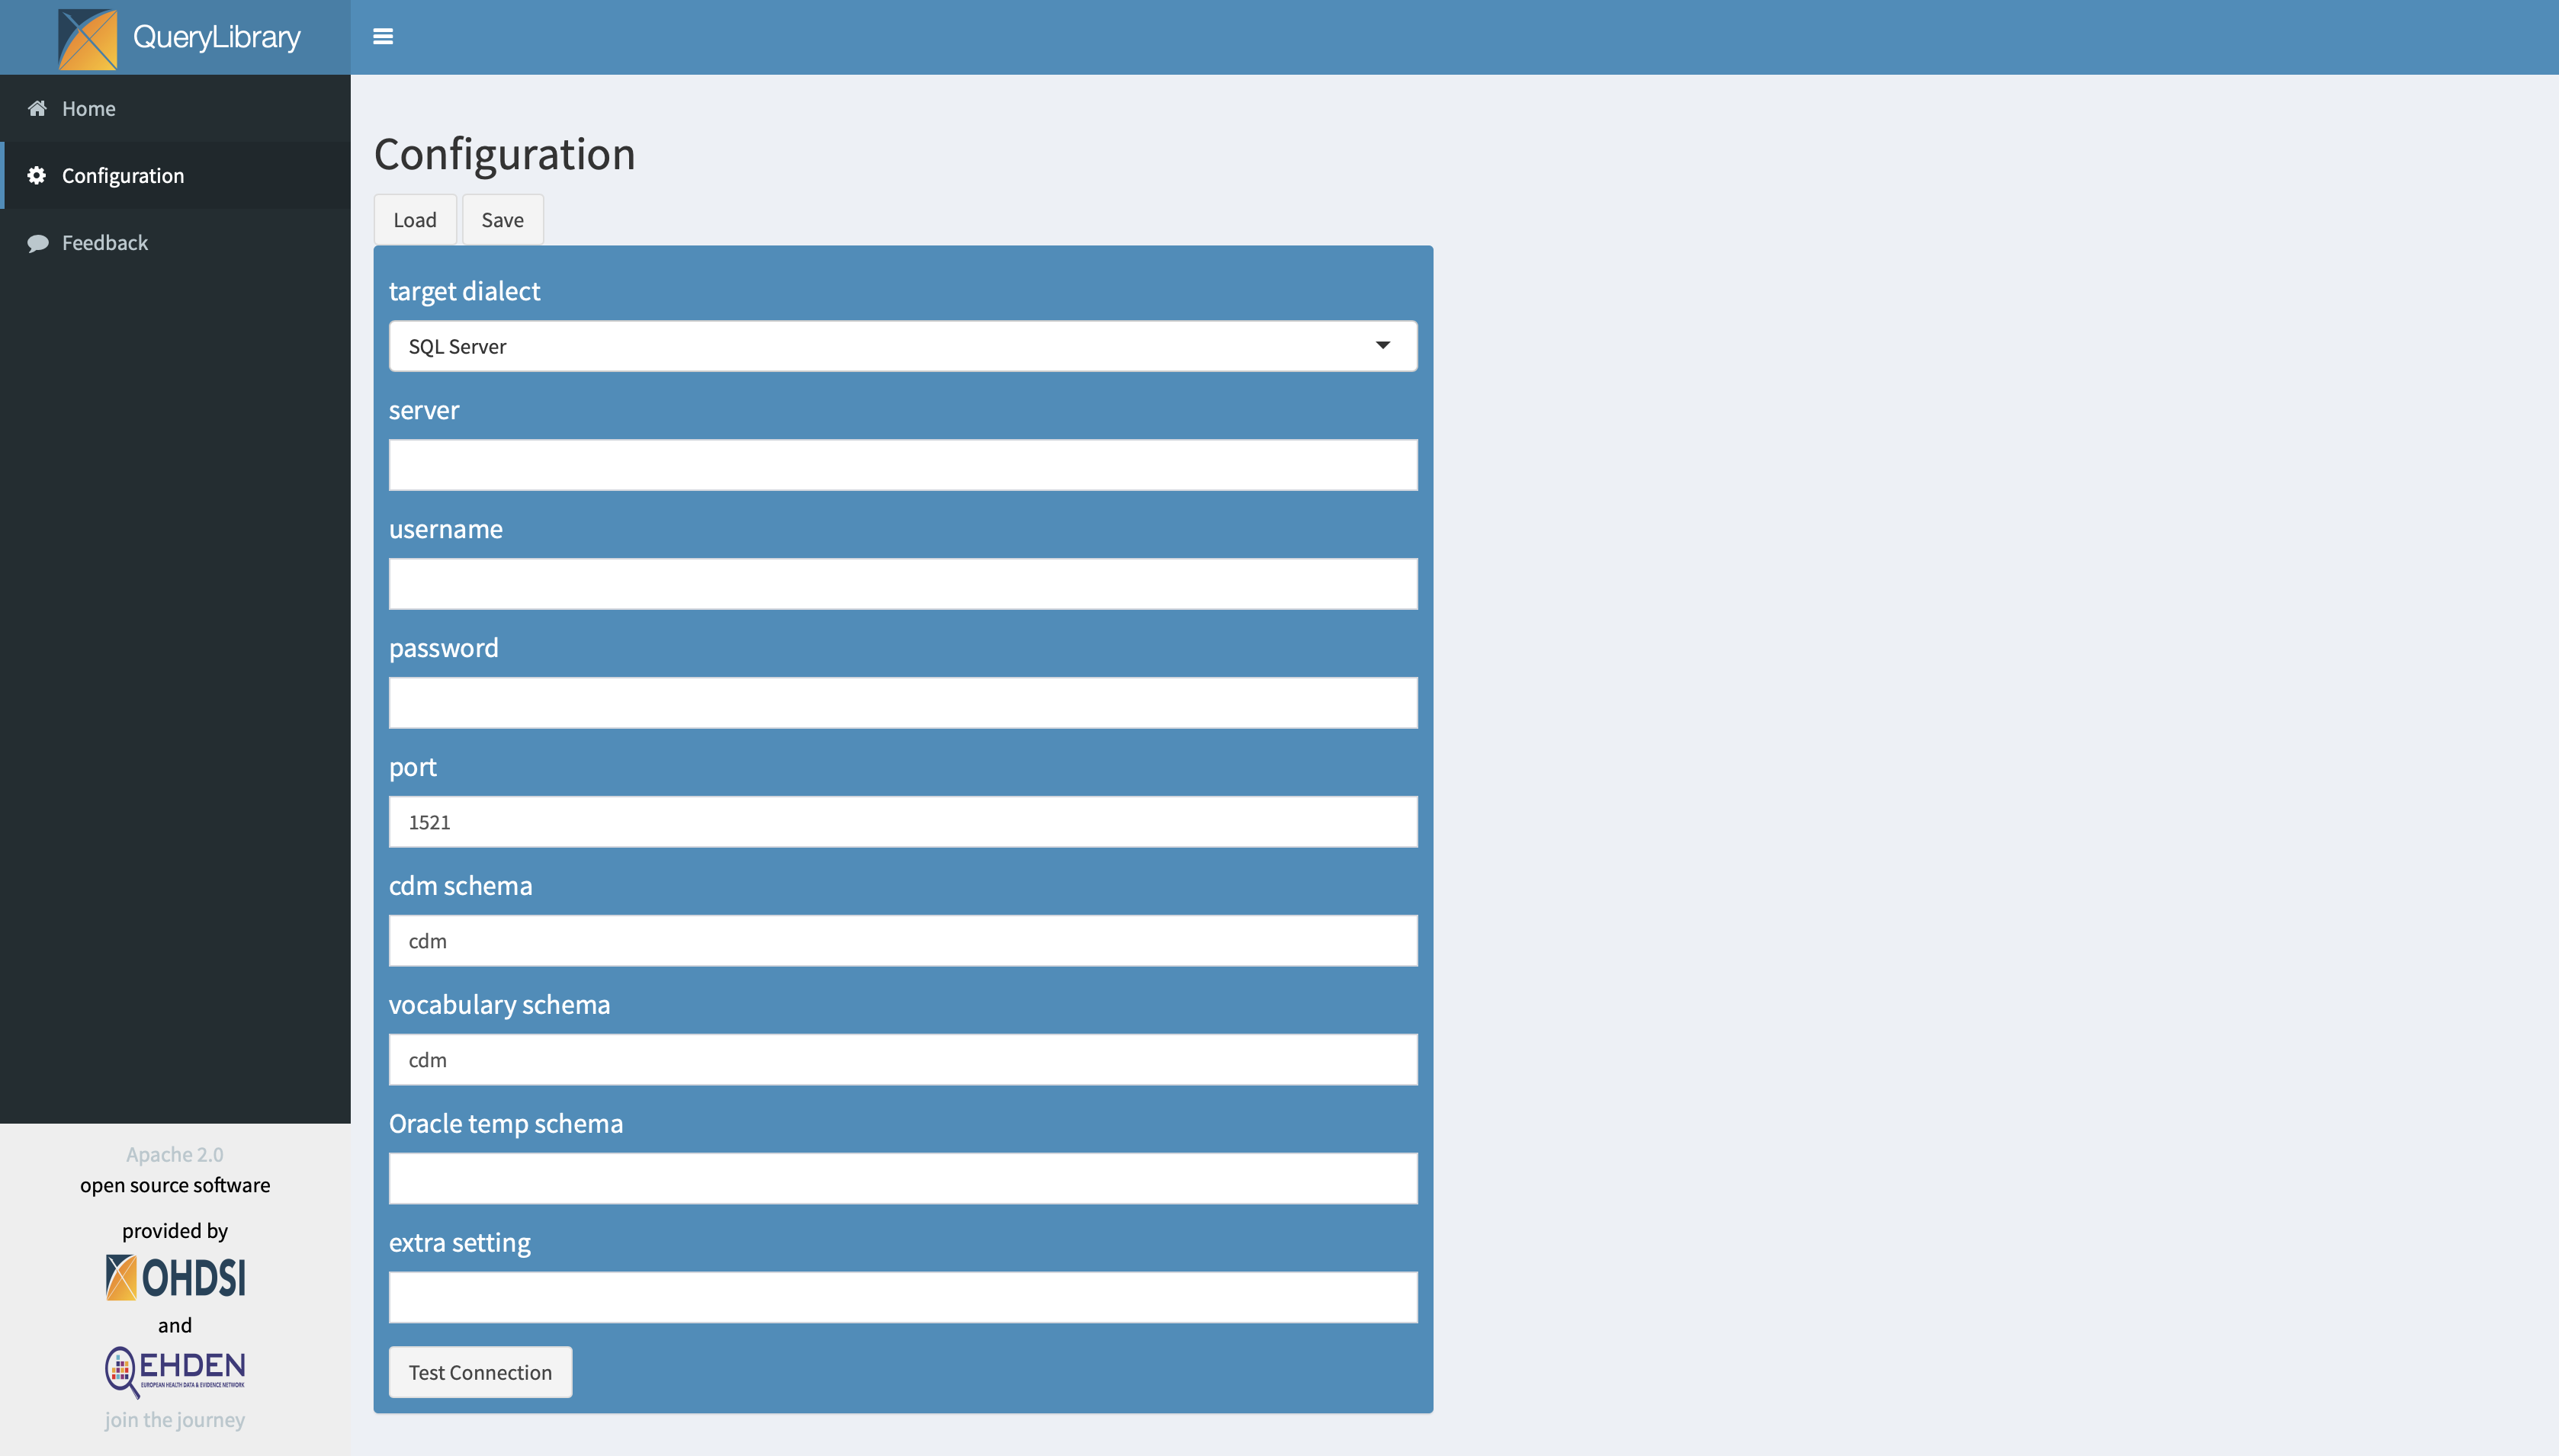 QueryLibrary
Home
Configuration
Feedback
Configuration
Load
Save
target dialect
SQL Server
server
username
password
port
1521
cdm schema
cdm
vocabulary schema
cdm
Oracle temp schema
extra setting
Test Connection
Apache 2.0
open source software
provided by
OHDSI
and
EHDEN
EUROPEAN HEALTH DATA & EVIDENCE NETWORK
join the journey